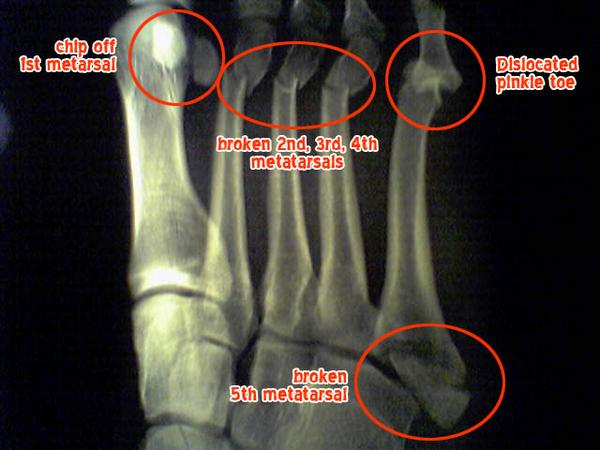 chip off
1st metarsal
Dislocated
pinkie toe
broken 2nd, 3rd, 4th
metatarsals
broken
5th metatarsal